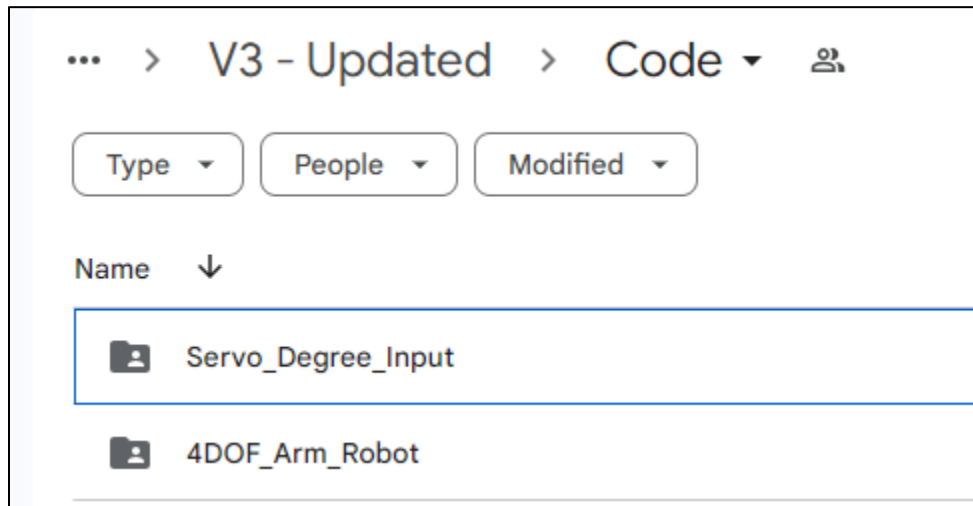 ... > V3 - Updated > Code
Type People Modified
Name
Servo_Degree_Input
4DOF_Arm_Robot